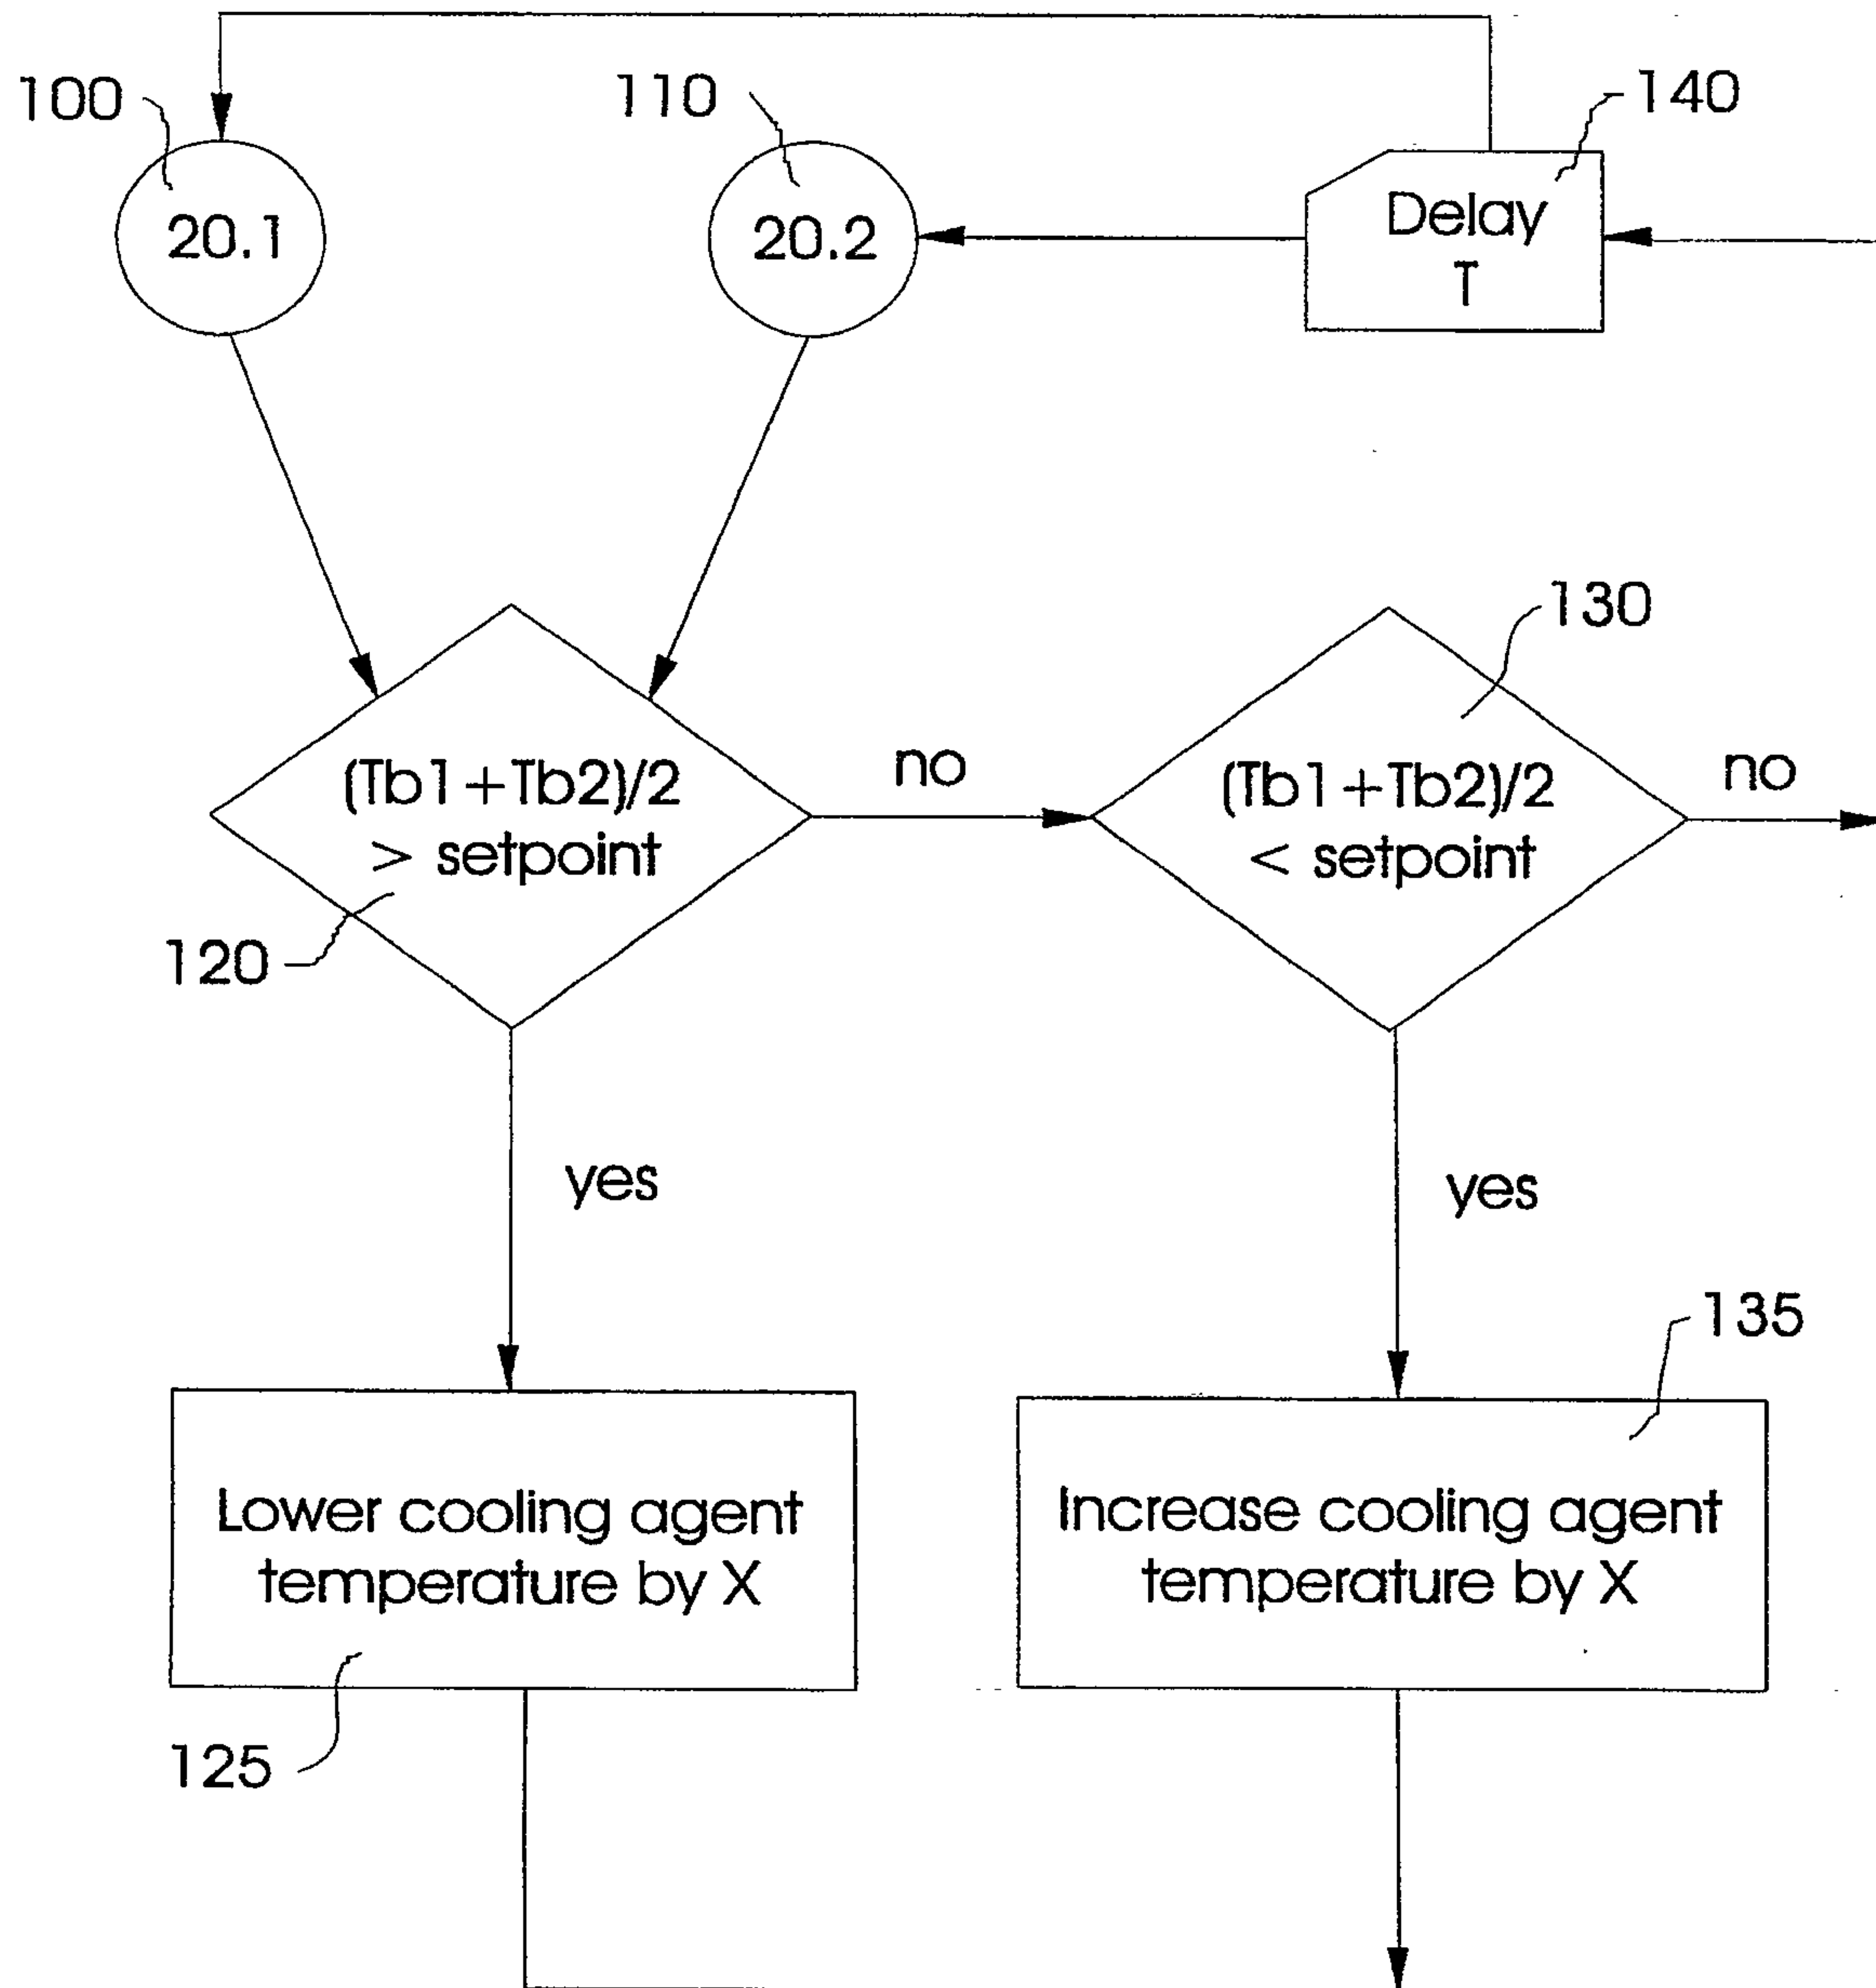 100
110
140
20.1
20.2
Delay
T
130
(Tb1+Tb2)/2
> setpoint
no
(Tb1+Tb2)/2
< setpoint
no
120
yes
yes
135
Lower cooling agent
temperature by X
Increase cooling agent
temperature by X
125